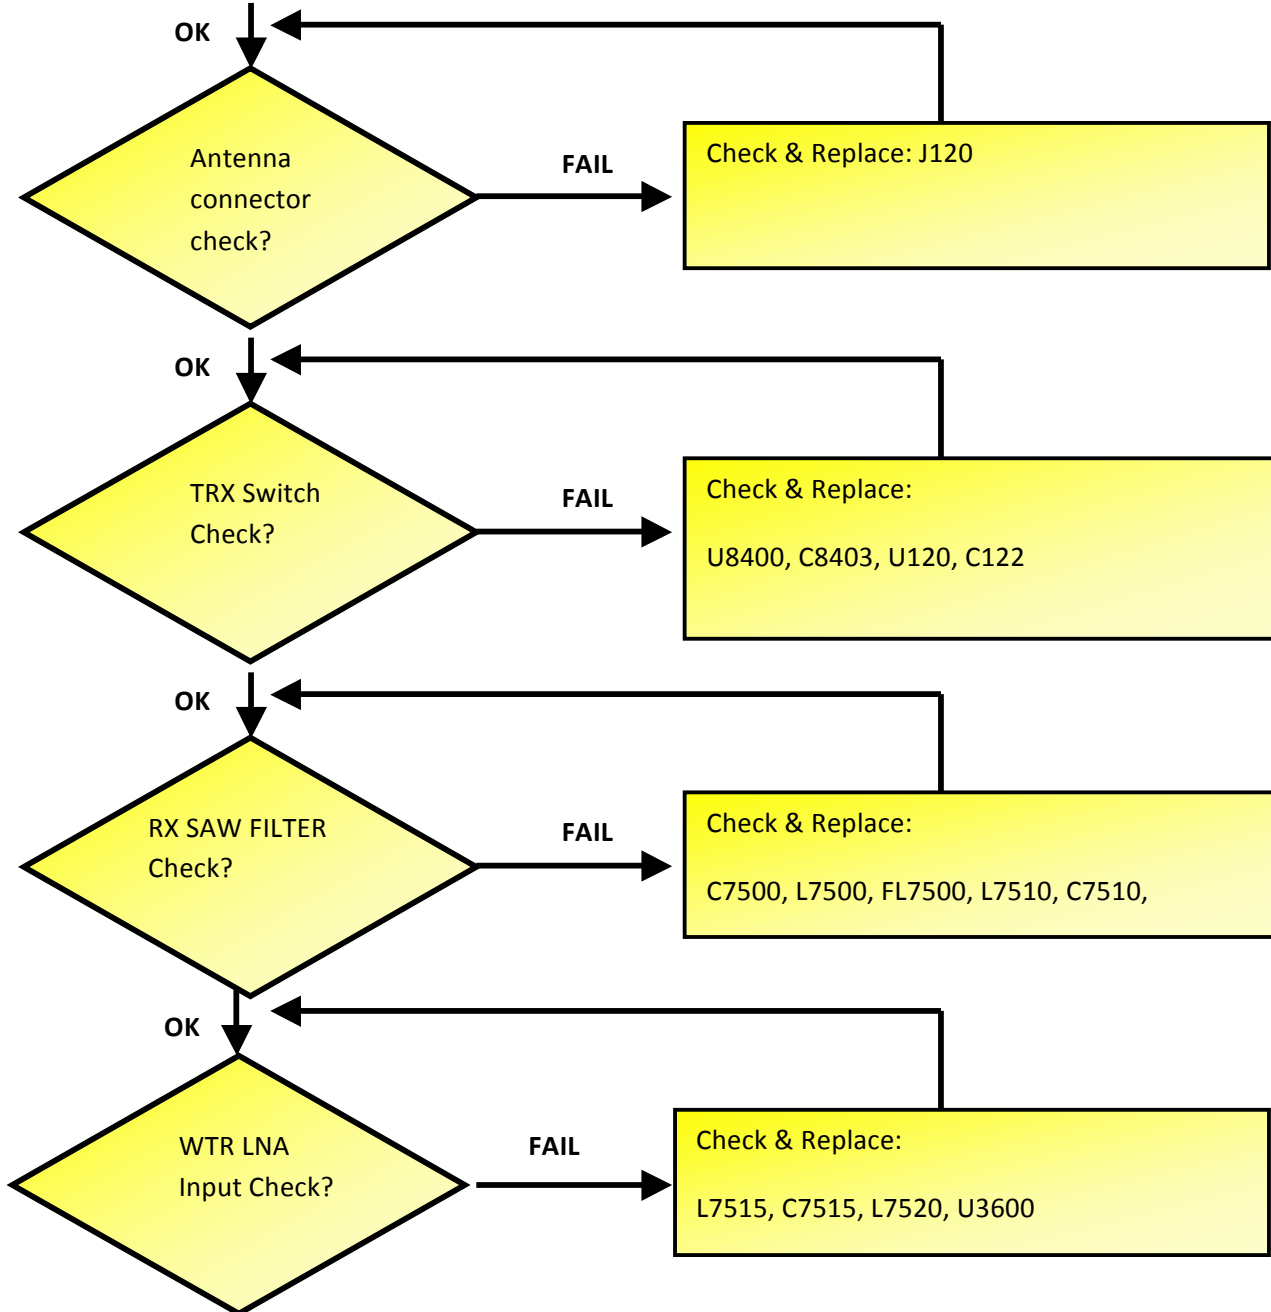 OK
Antenna
connector
check?
FAIL
Check & Replace: J120
OK
TRX Switch
Check?
FAIL
Check & Replace:
U8400, C8403, U120, C122
OK
RX SAW FILTER
Check?
FAIL
Check & Replace:
C7500, L7500, FL7500, L7510, C7510,
OK
WTR LNA
Input Check?
FAIL
Check & Replace:
L7515, C7515, L7520, U3600